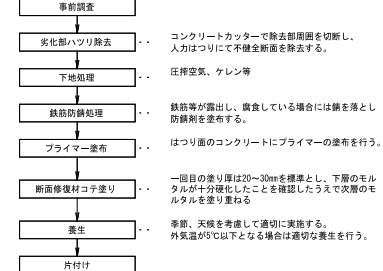 事前調査
劣化部ハツリ除去
・・
コンクリートカッターで除去部周囲を切断し、
人力はつりにて不健全断面を除去する。
下地処理
・・
圧搾空気、ケレン等
鉄筋防錆処理
・・
鉄筋等が露出し、腐食している場合には錆を落とし
防錆剤を塗布する。
プライマー塗布
・・
はつり面のコンクリートにプライマーの塗布を行う。
断面修復材コテ塗り
・・
一回目の塗り厚は20～30mmを標準とし、下層のモル
タルが十分硬化したことを確認したうえで次層のモ
ルタルを塗り重ねる
養生
・・
季節、天候を考慮して適切に実施する。
外気温が5℃以下となる場合は適切な養生を行う。
片付け